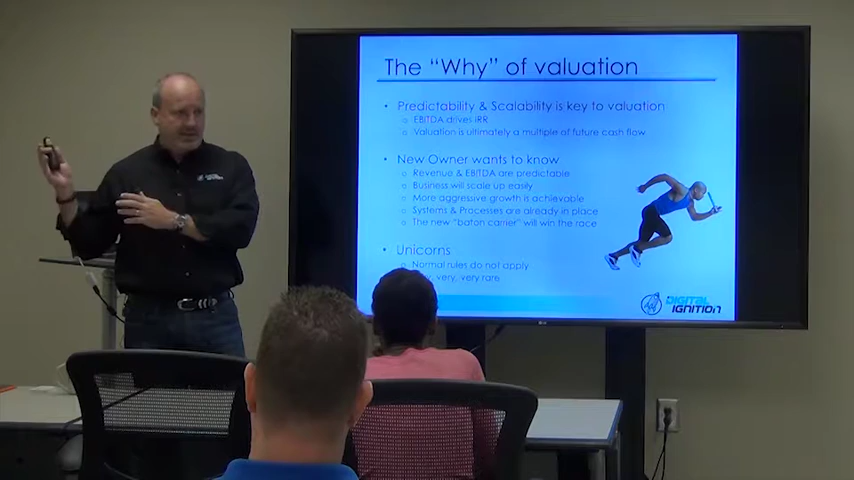 The "Why" of valuation
• Predictability & Scalability is key to valuation
○ EBITDA drives IRR
○ Valuation is ultimately a multiple of future cash flow
• New Owner wants to know
○ Revenue & EBITDA are predictable
○ Business will scale up easily
○ More aggressive growth is achievable
○ Systems & Processes are already in place
○ The new "baton carrier" will win the race
• Unicorns
○ Normal rules do not apply
very, very rare
DIGITAL
IGNITION